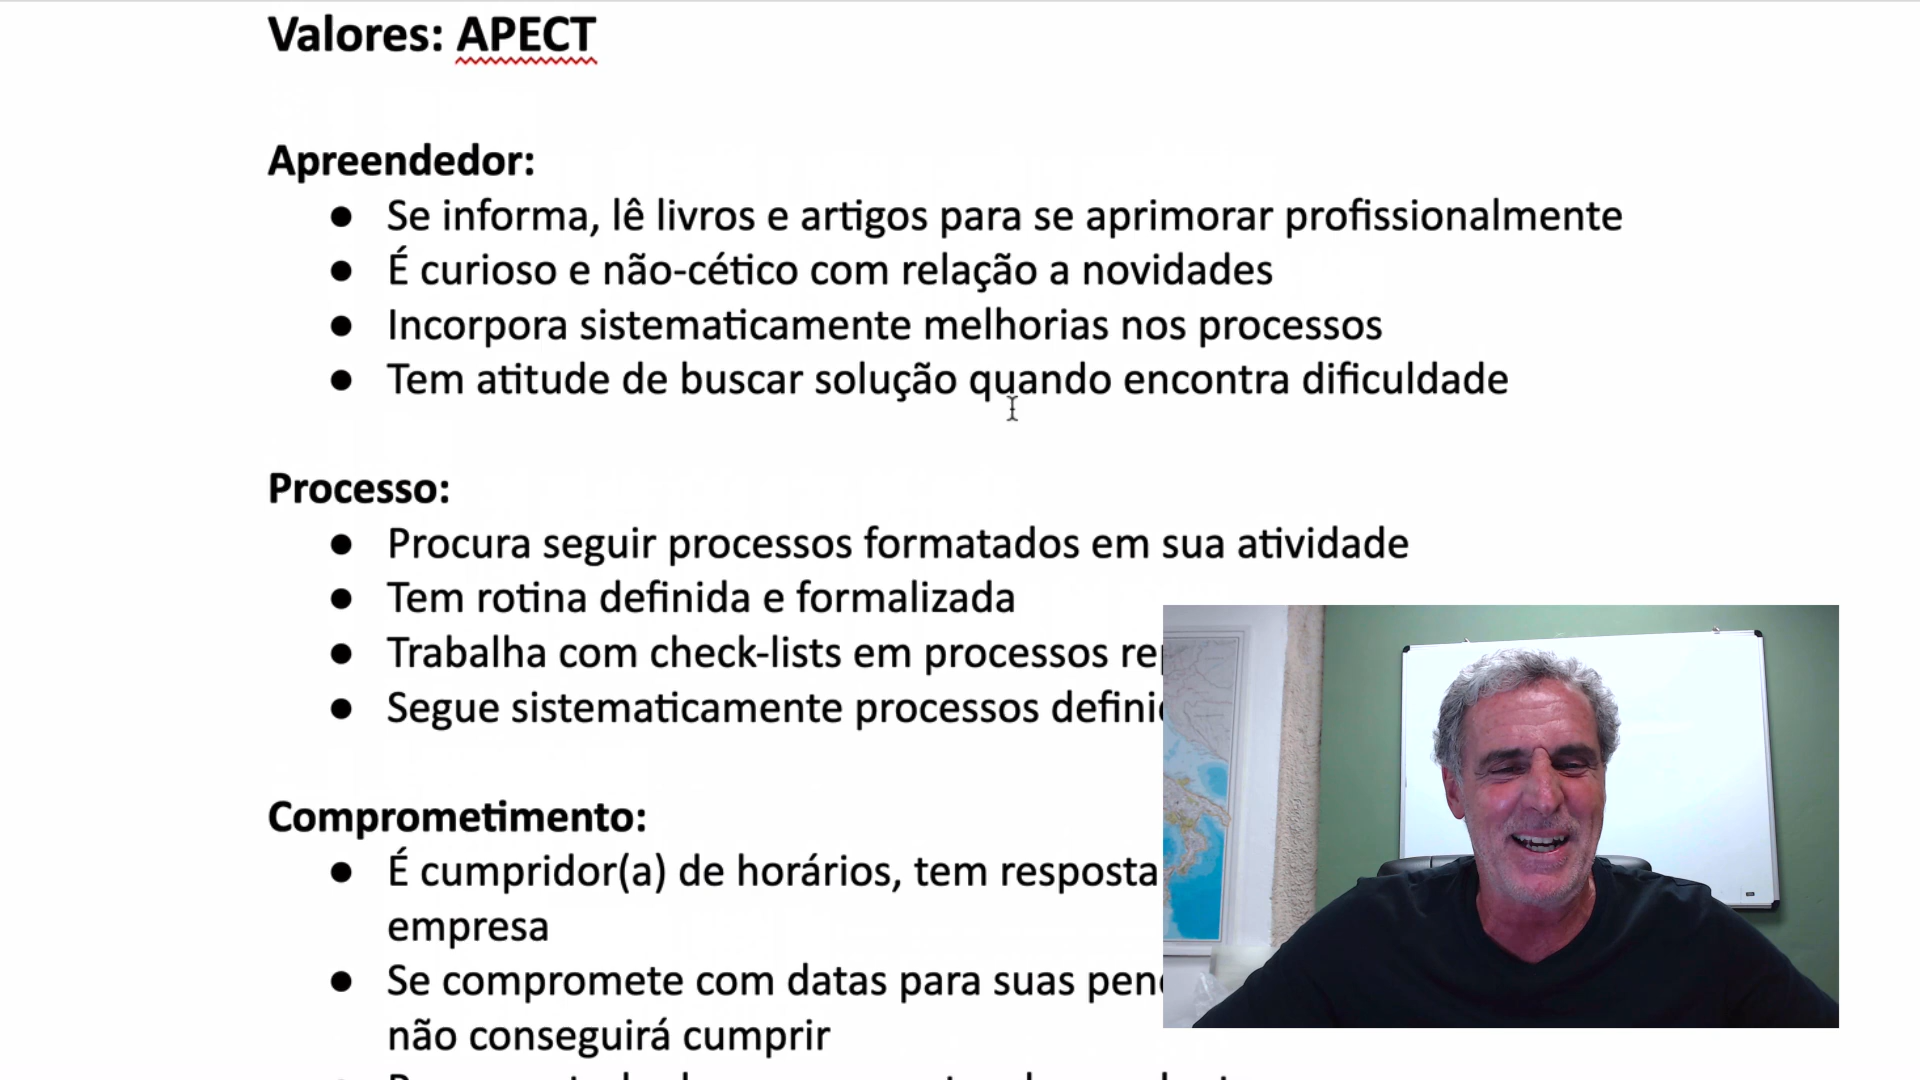 Valores: APECT
Apreendedor:
● Se informa, lê livros e artigos para se aprimorar profissionalmente
● É curioso e não-cético com relação a novidades
● Incorpora sistematicamente melhorias nos processos
● Tem atitude de buscar solução quando encontra dificuldade
Processo:
● Procura seguir processos formatados em sua atividade
● Tem rotina definida e formalizada
● Trabalha com check-lists em processos
● Segue sistematicamente processos
Comprometimento:
● É cumpridor(a) de horários, tem resposta
empresa
● Se compromete com datas para suas
não conseguirá cumprir